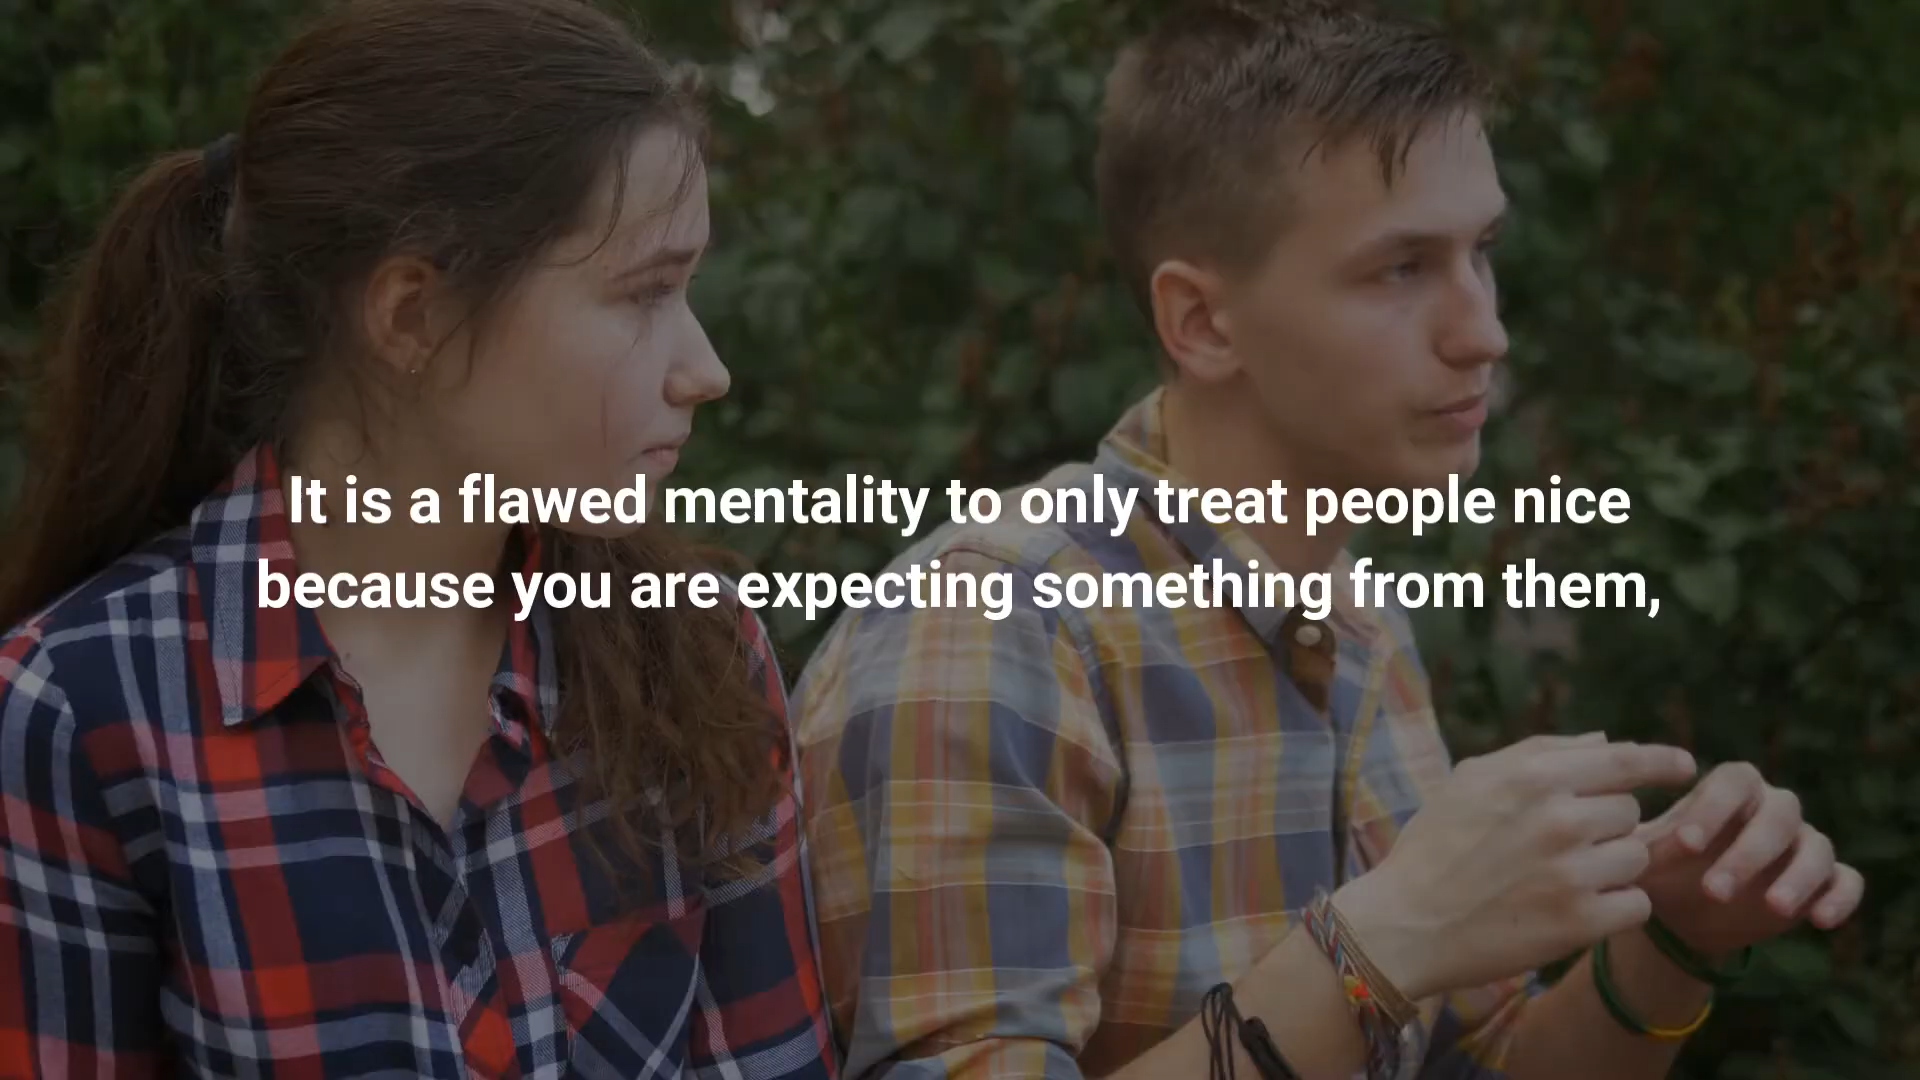 It is a flawed mentality to only treat people nice
because you are expecting something from them,